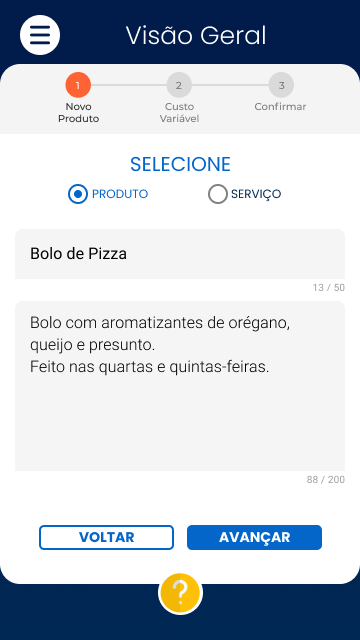 Visão Geral
1 2 3
Novo Produto
Custo Variável
Confirmar
SELECIONE
PRODUTO SERVIÇO
Bolo de Pizza
13 / 50
Bolo com aromatizantes de orégano,
queijo e presunto.
Feito nas quartas e quintas-feiras.
88 / 200
VOLTAR AVANÇAR
?